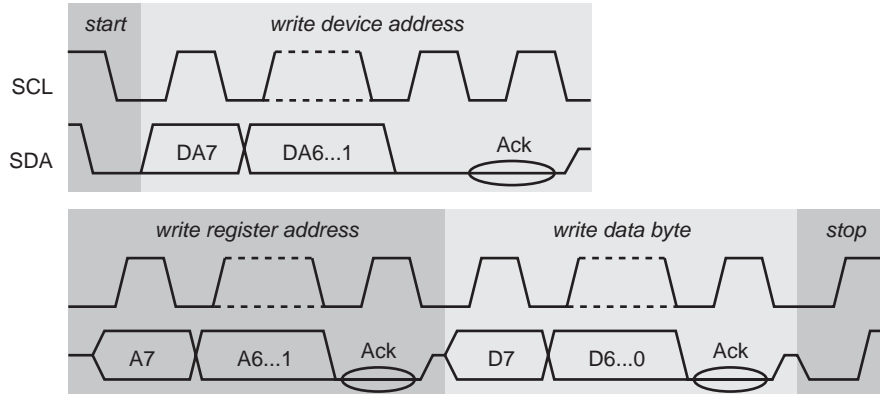 start write device address
SCL
SDA DA7 DA6...1 Ack
write register address write data byte stop
A7 A6...1 Ack D7 D6...0 Ack